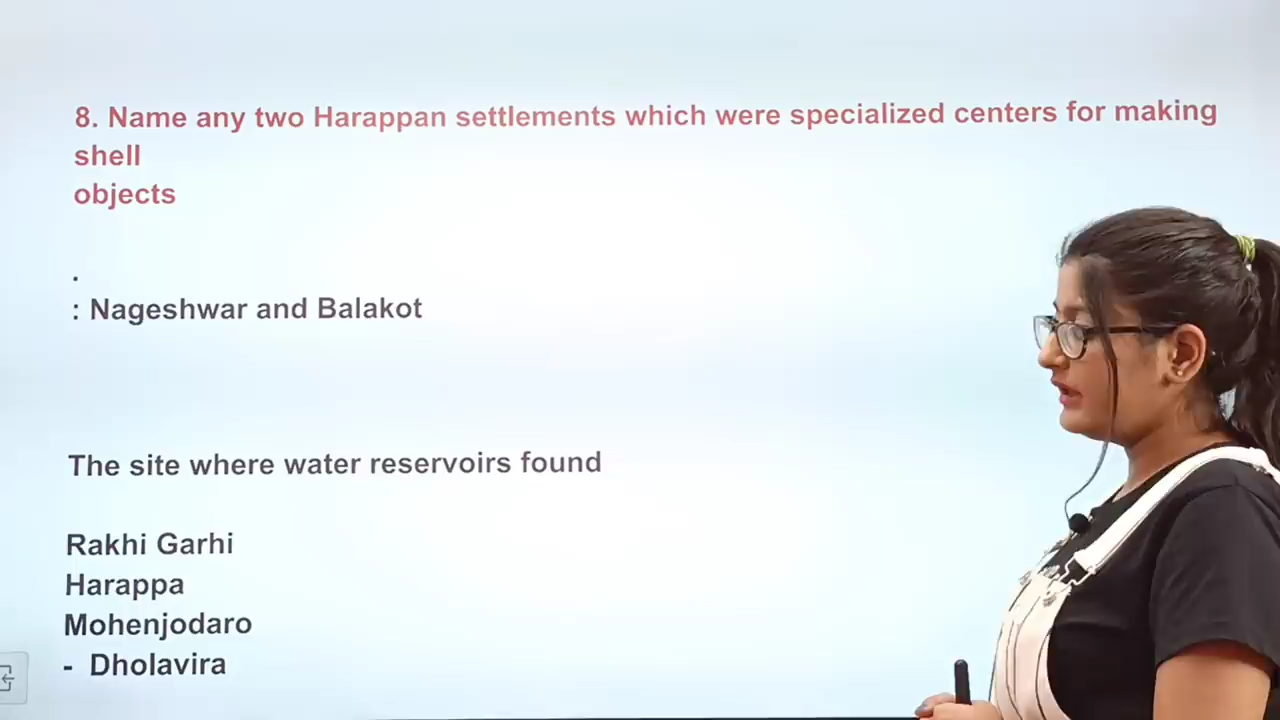 8. Name any two Harappan settlements which were specialized centers for making
shell
objects
.
: Nageshwar and Balakot
The site where water reservoirs found
Rakhi Garhi
Harappa
Mohenjodaro
- Dholavira